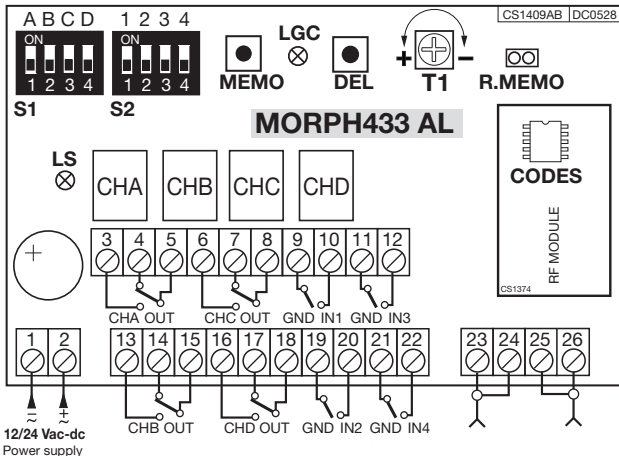 A B C D 1 2 3 4
CS1409AB DC0528
ON ON
1 2 3 4 1 2 3 4
S1 S2
MEMO LGC DEL + T1 − R.MEMO
MORPH433 AL
LS
CHA CHB CHC CHD
CODES
RF MODULE
CS1374
+
3 4 5 6 7 8 9 10 11 12
CHA OUT CHC OUT GND IN1 GND IN3
1 2 13 14 15 16 17 18 19 20 21 22 23 24 25 26
CHB OUT CHD OUT GND IN2 GND IN4
12/24 Vac-dc
Power supply